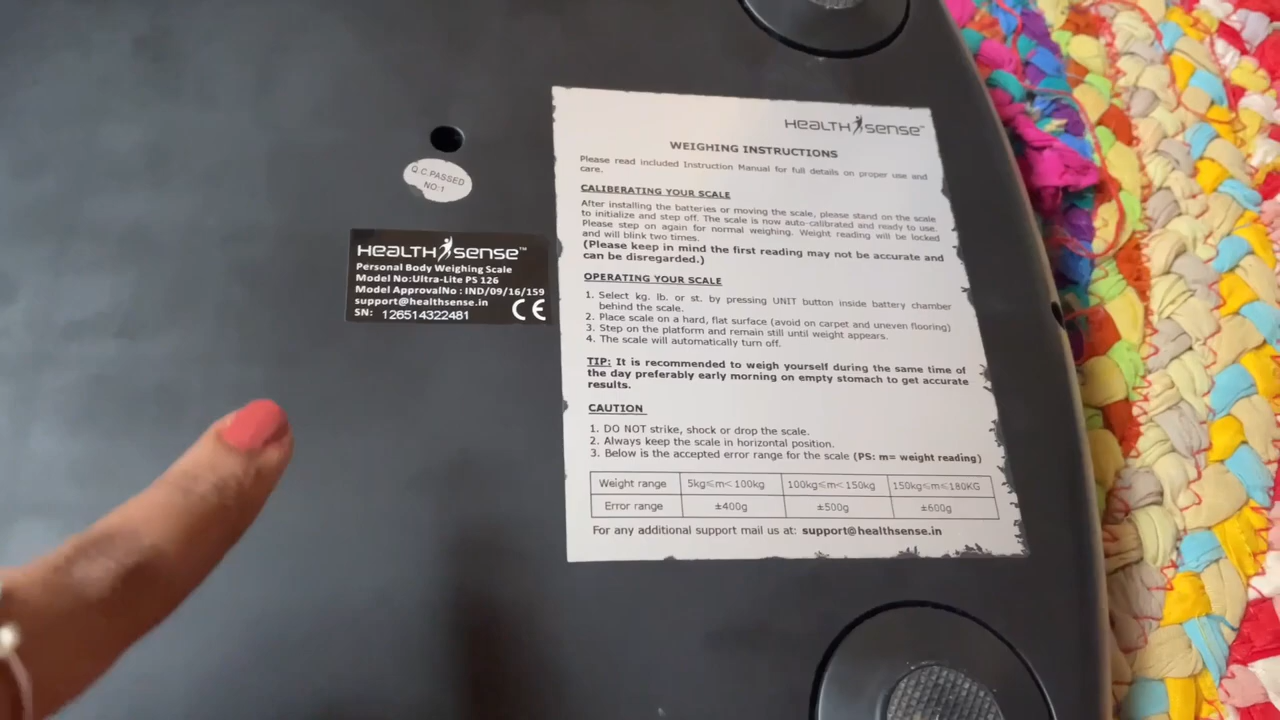 Q.C.PASSED
NO:1
HEALTH SENSE™
Personal Body Weighing Scale
Model No:Ultra-Lite PS 126
Model ApprovalNo : IND/09/16/159
support@healthsense.in
SN: 126514322481
CE
HEALTH SENSE™
WEIGHING INSTRUCTIONS
Please read included Instruction Manual for full details on proper use and
care.
CALIBERATING YOUR SCALE
After installing the batteries or moving the scale, please stand on the scale
to initialize and step off. The scale is now auto-calibrated and ready to use.
Please step on again for normal weighing. Weight reading will be locked
and will blink two times.
(Please keep in mind the first reading may not be accurate and
can be disregarded.)
OPERATING YOUR SCALE
1. Select kg. lb. or st. by pressing UNIT button inside battery chamber
behind the scale.
2. Place scale on a hard, flat surface (avoid on carpet and uneven flooring)
3. Step on the platform and remain still until weight appears.
4. The scale will automatically turn off.
TIP: It is recommended to weigh yourself during the same time of
the day preferably early morning on empty stomach to get accurate
results.
CAUTION
1. DO NOT strike, shock or drop the scale.
2. Always keep the scale in horizontal position.
3. Below is the accepted error range for the scale (PS: m= weight reading)
Weight range 5kg≤m<100kg 100kg≤m<150kg 150kg≤m≤180KG
Error range ±400g ±500g ±600g
For any additional support mail us at: support@healthsense.in